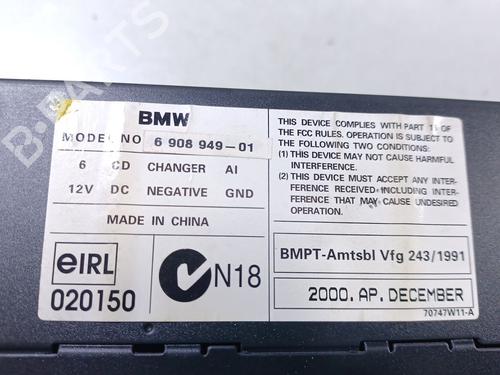 BMW
MODEL NO 6 908 949-01
6 CD CHANGER AI
12V DC NEGATIVE GND
MADE IN CHINA
eIRL
020150
N18
THIS DEVICE COMPLIES WITH PART 15 OF
THE FCC RULES. OPERATION IS SUBJECT TO
THE FOLLOWING TWO CONDITIONS:
(1) THIS DEVICE MAY NOT CAUSE HARMFUL
INTERFERENCE.
(2) THIS DEVICE MUST ACCEPT ANY INTER-
FERENCE RECEIVED INCLUDING INTER-
FERENCE THAT MAY CAUSE UNDESIRED
OPERATION.
BMPT-Amtsbl Vfg 243/1991
2000. AP. DECEMBER
70747W11-A
B-PARTS